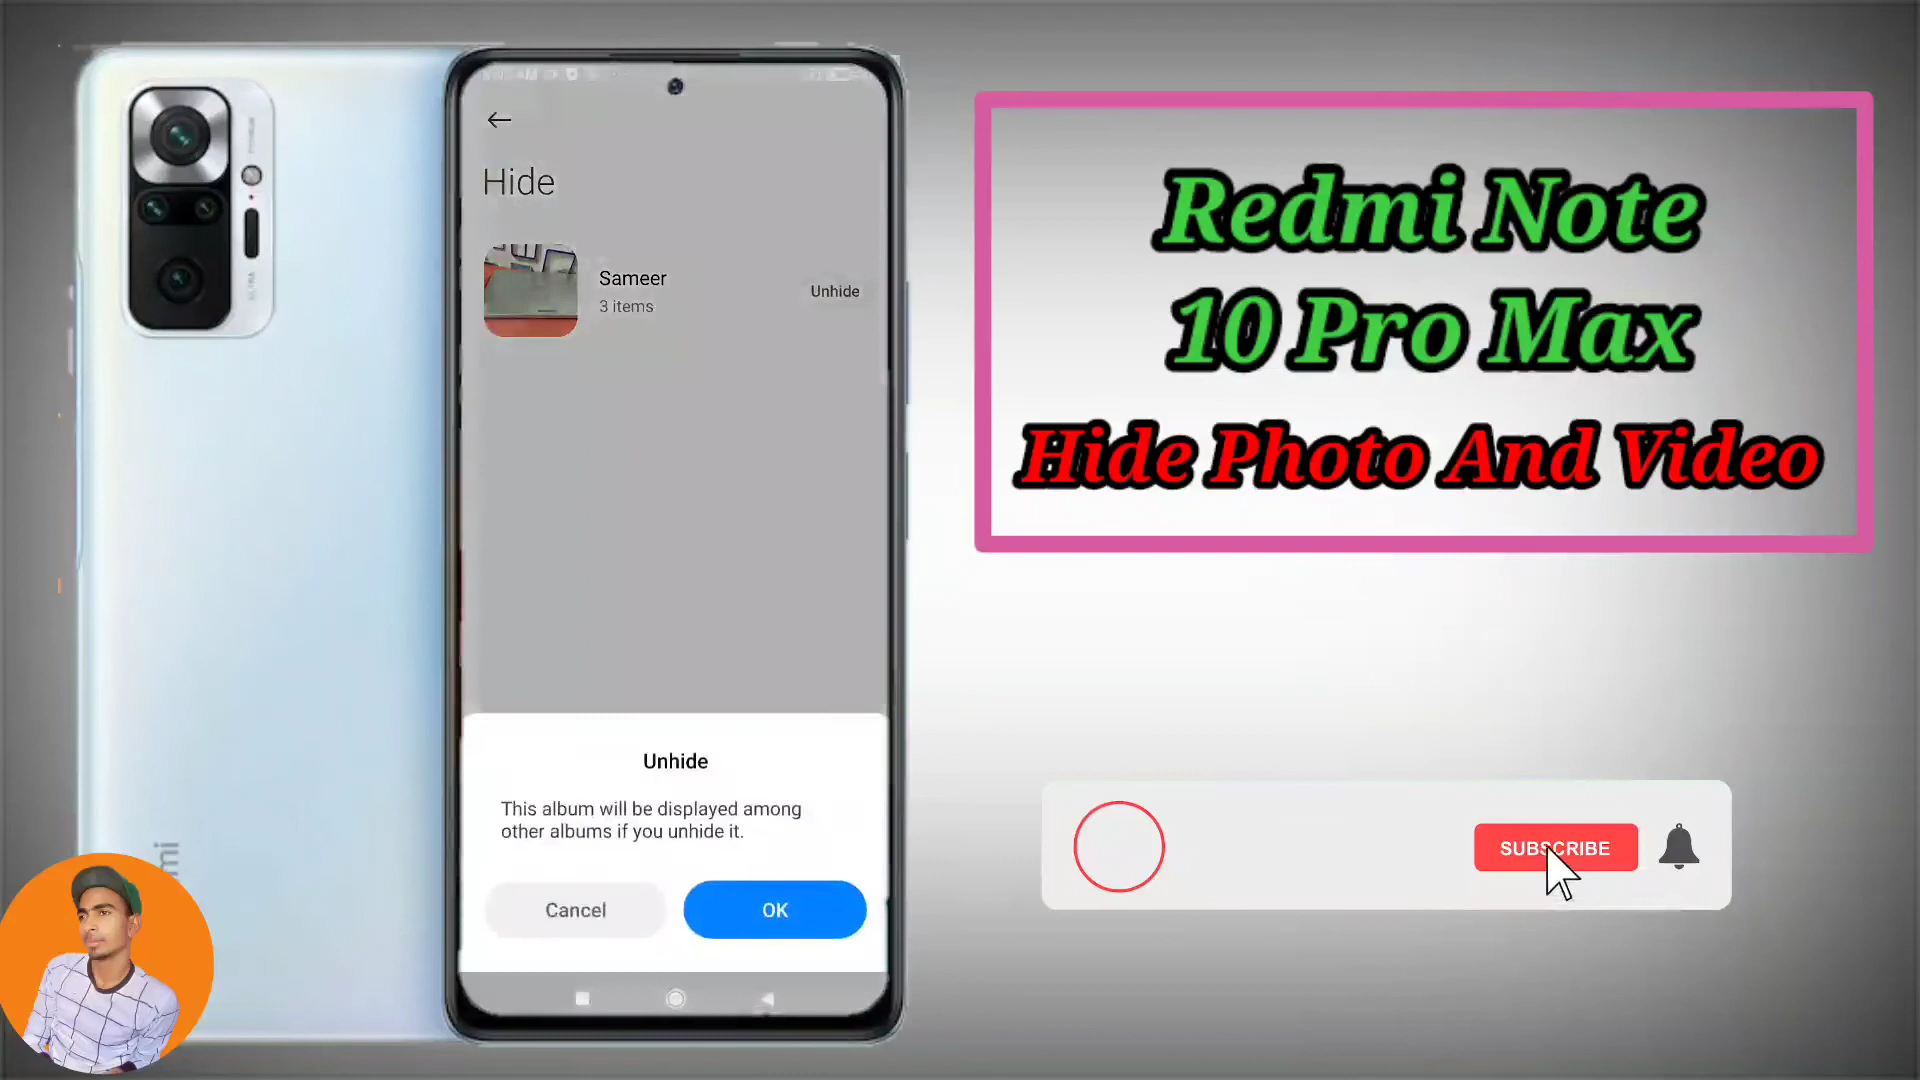 Hide
Sameer
3 items
Unhide
Unhide
This album will be displayed among
other albums if you unhide it.
Cancel
OK
Redmi Note
10 Pro Max
Hide Photo And Video
SUBSCRIBE